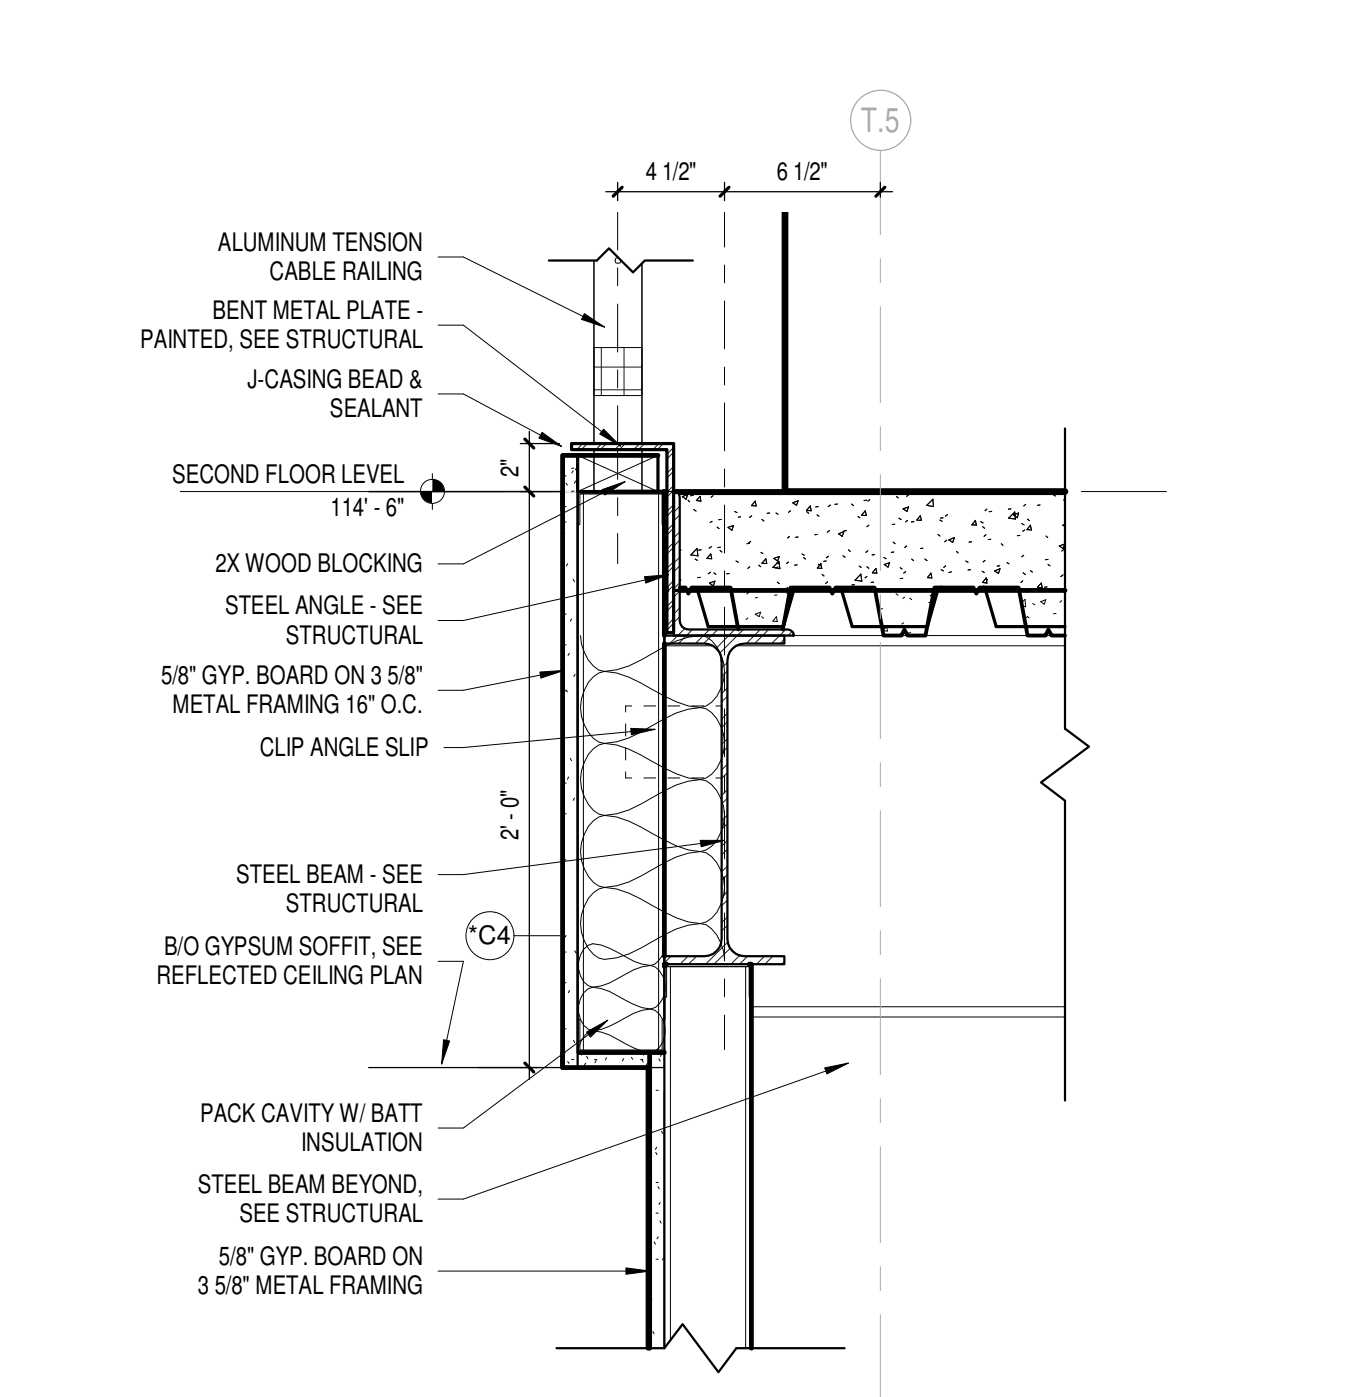 T.5
4 1/2"
6 1/2"
ALUMINUM TENSION
CABLE RAILING
BENT METAL PLATE -
PAINTED, SEE STRUCTURAL
J-CASING BEAD &
SEALANT
2"
SECOND FLOOR LEVEL
114' - 6"
2X WOOD BLOCKING
STEEL ANGLE - SEE
STRUCTURAL
5/8" GYP. BOARD ON 3 5/8"
METAL FRAMING 16" O.C.
CLIP ANGLE SLIP
2' - 0"
STEEL BEAM - SEE
STRUCTURAL
*C4
B/O GYPSUM SOFFIT, SEE
REFLECTED CEILING PLAN
PACK CAVITY W/ BATT
INSULATION
STEEL BEAM BEYOND,
SEE STRUCTURAL
5/8" GYP. BOARD ON
3 5/8" METAL FRAMING